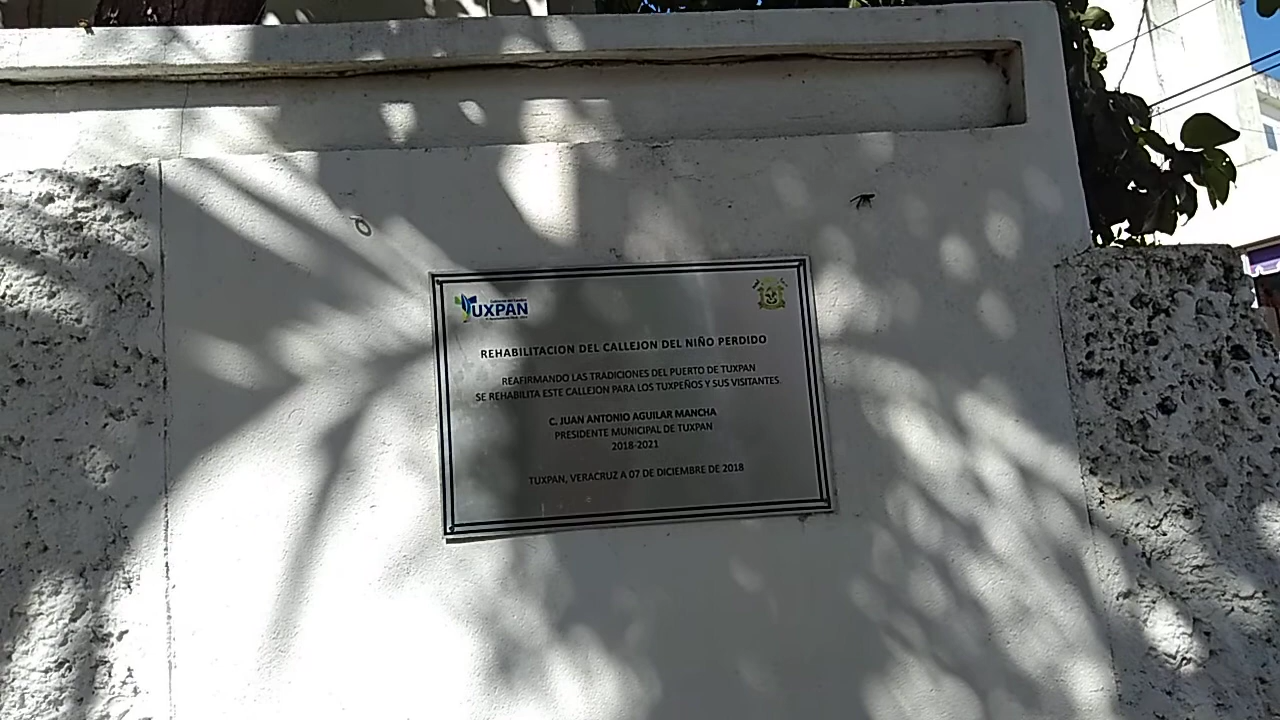 TUXPAN
REHABILITACION DEL CALLEJON DEL NIÑO PERDIDO
REAFIRMANDO LAS TRADICIONES DEL PUERTO DE TUXPAN
SE REHABILITA ESTE CALLEJON PARA LOS TUXPEÑOS Y SUS VISITANTES.
C. JUAN ANTONIO AGUILAR MANCHA
PRESIDENTE MUNICIPAL DE TUXPAN
2018-2021
TUXPAN, VERACRUZ A 07 DE DICIEMBRE DE 2018